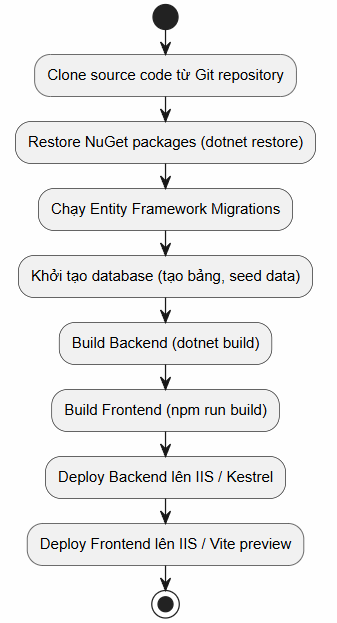 Clone source code từ Git repository
Restore NuGet packages (dotnet restore)
Chạy Entity Framework Migrations
Khởi tạo database (tạo bảng, seed data)
Build Backend (dotnet build)
Build Frontend (npm run build)
Deploy Backend lên IIS / Kestrel
Deploy Frontend lên IIS / Vite preview